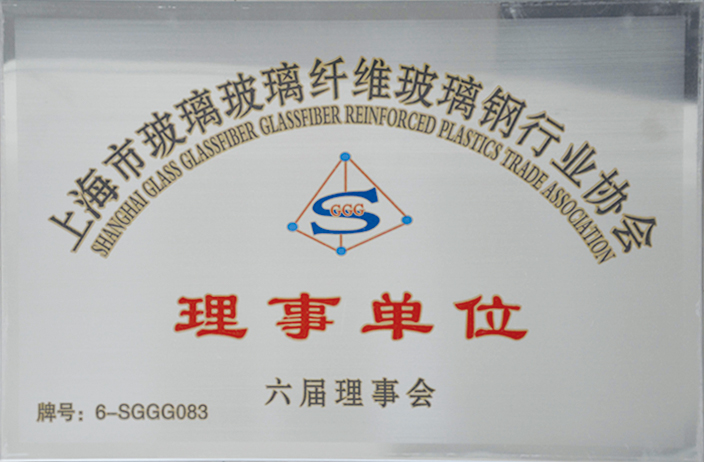 上海市玻璃玻璃纤维玻璃钢行业协会
SHANGHAI GLASS GLASSFIBER GLASSFIBER REINFORCED PLASTICS TRADE ASSOCIATION
S
GGG
理事单位
六届理事会
牌号：6-SGGG083